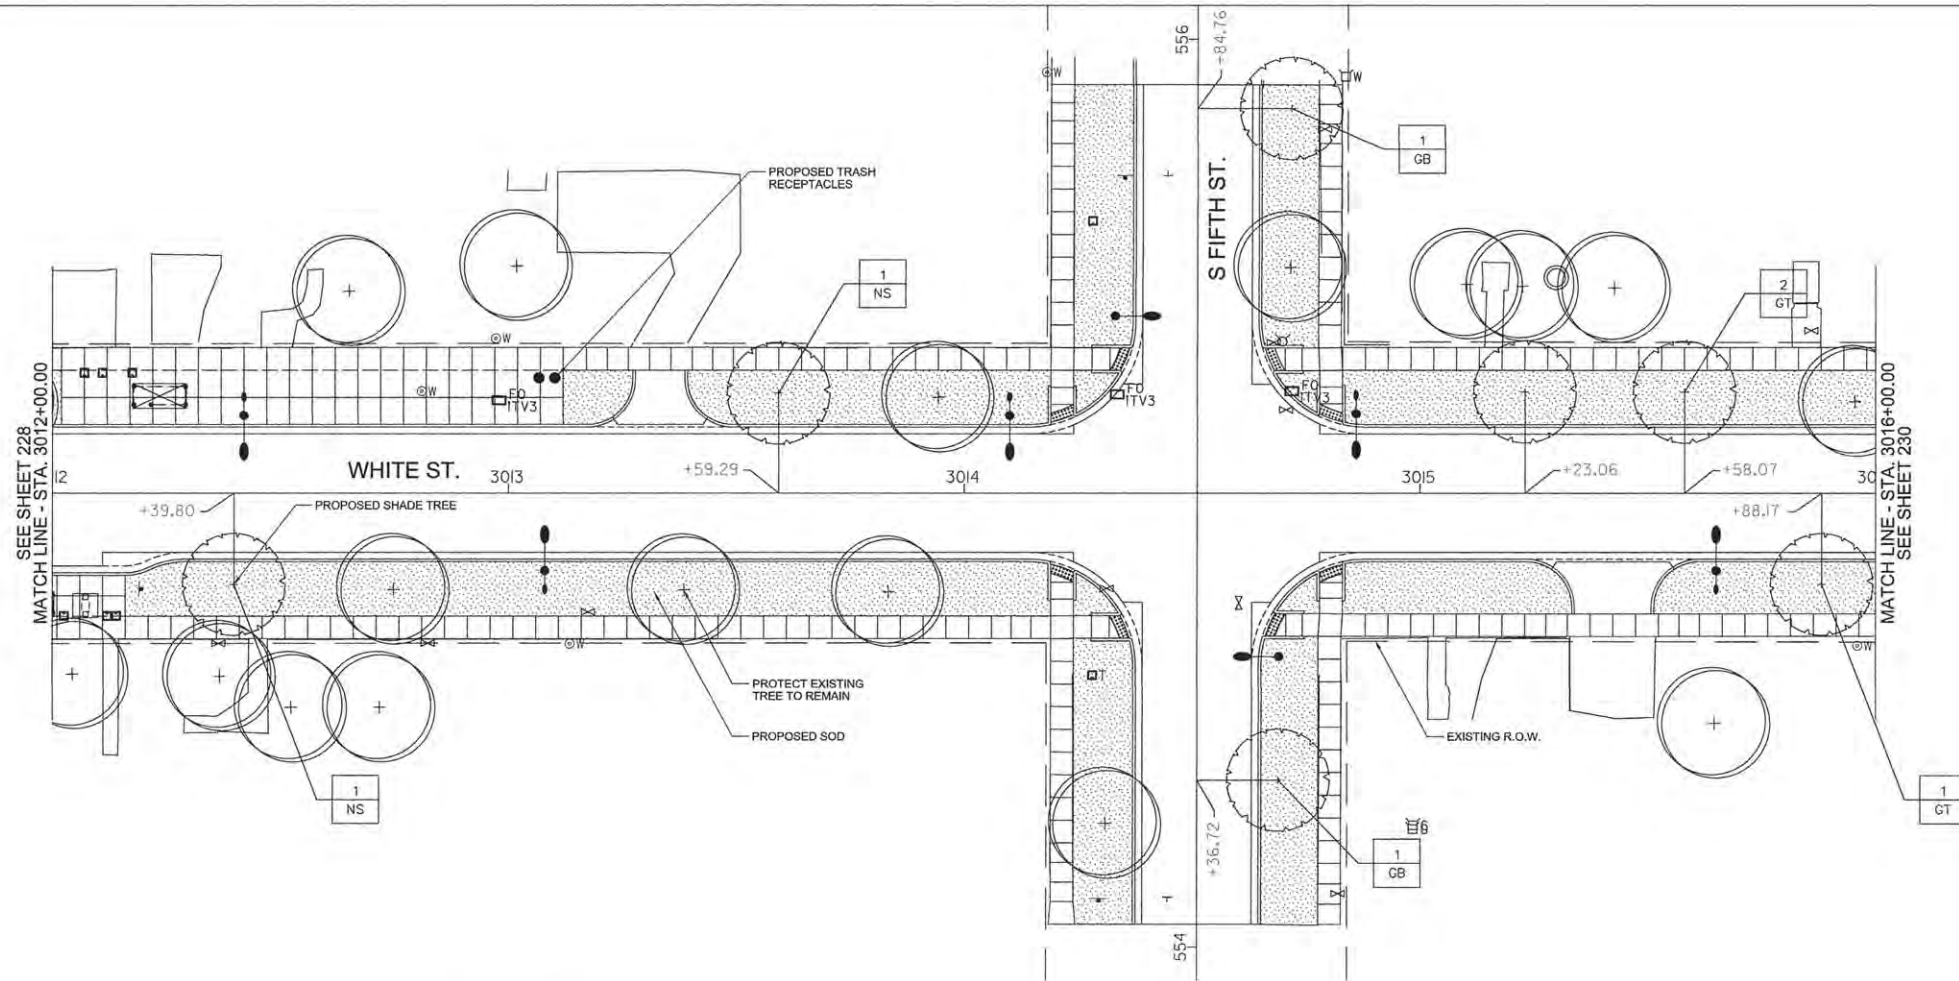 556
+84.76
W
W
1
GB
PROPOSED TRASH
RECEPTACLES
S FIFTH ST.
1
NS
2
GT
W
W
FO
ITV3
FO
ITV3
FO
ITV3
SEE SHEET 228
MATCH LINE - STA. 3012+00.00
MATCH LINE - STA. 3016+00.00
SEE SHEET 230
12
WHITE ST.
3013
+59.29
3014
3015
+23.06
+58.07
30
+39.80
PROPOSED SHADE TREE
+88.17
W
W
T
PROTECT EXISTING
TREE TO REMAIN
PROPOSED SOD
EXISTING R.O.W.
1
NS
+36.72
1
GB
1
GT
554